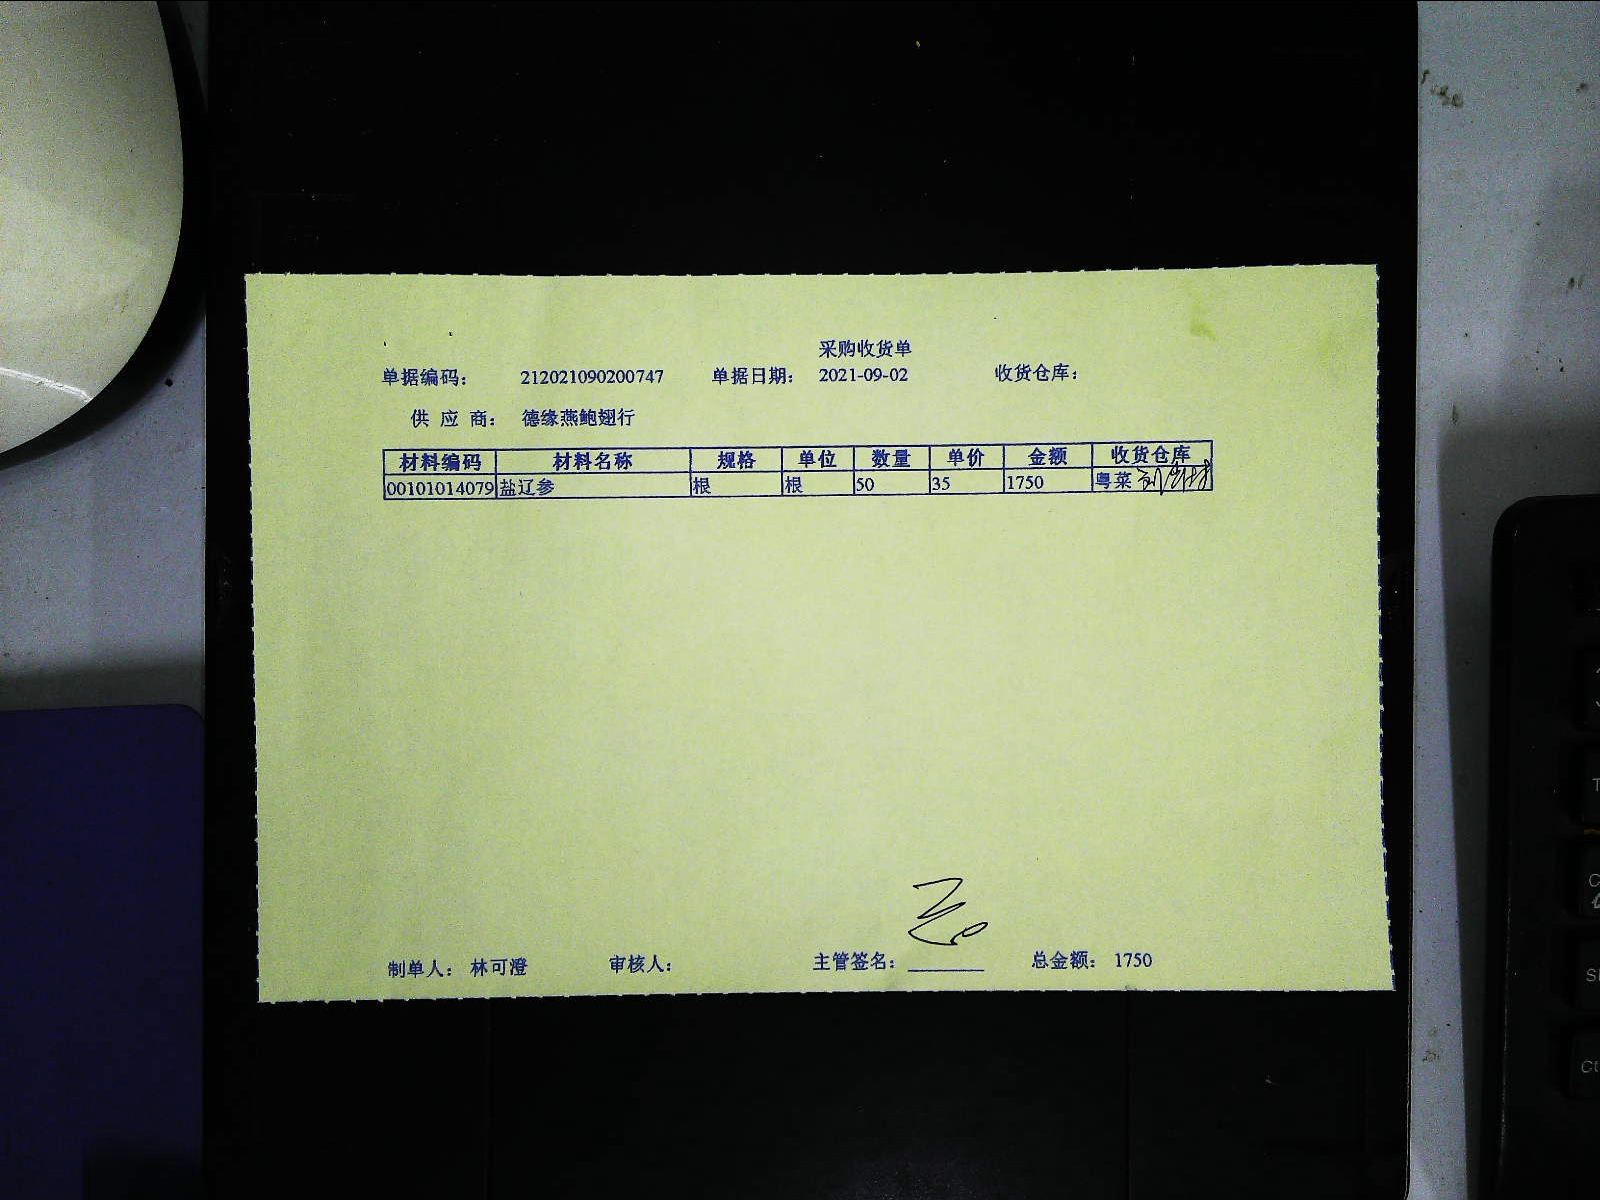 采购收货单
单据编码： 212021090200747 单据日期： 2021-09-02 收货仓库：
供 应 商： 德缘燕鲍翅行
材料编码 材料名称 规格 单位 数量 单价 金额 收货仓库
00101014079 盐辽参 根 根 50 35 1750 粤菜
制单人： 林可澄 审核人： 主管签名： 总金额： 1750